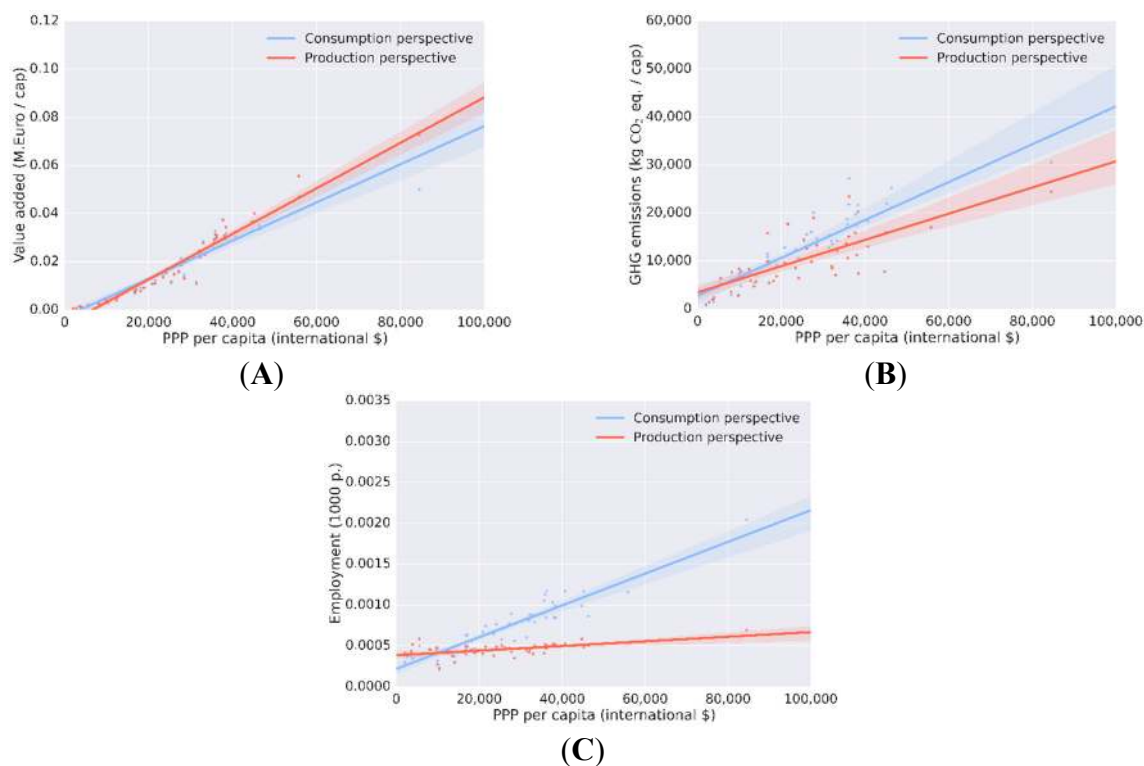 0.12
0.10
0.08
0.06
0.04
0.02
0.00
Value added (M.Euro / cap)
Consumption perspective
Production perspective
0 20,000 40,000 60,000 80,000 100,000
PPP per capita (international $)
(A)
60,000
50,000
40,000
30,000
20,000
10,000
0
GHG emissions (kg CO₂ eq. / cap)
Consumption perspective
Production perspective
0 20,000 40,000 60,000 80,000 100,000
PPP per capita (international $)
(B)
0.0035
0.0030
0.0025
0.0020
0.0015
0.0010
0.0005
0.0000
Employment (1000 p.)
Consumption perspective
Production perspective
0 20,000 40,000 60,000 80,000 100,000
PPP per capita (international $)
(C)